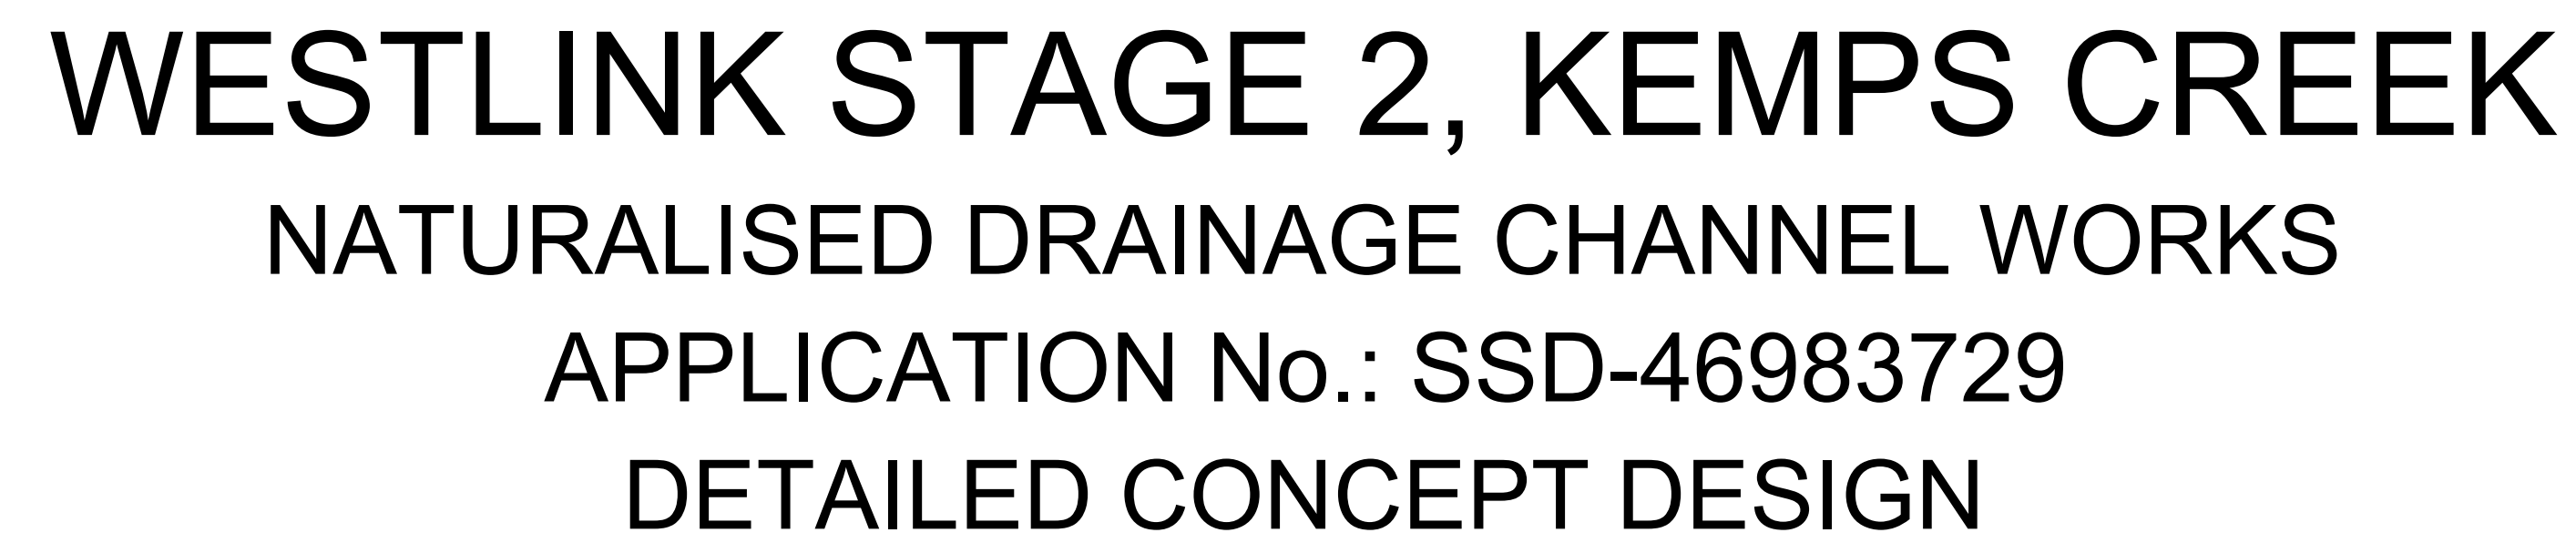 WESTLINK STAGE 2, KEMPS CREEK
NATURALISED DRAINAGE CHANNEL WORKS
APPLICATION No.: SSD-46983729
DETAILED CONCEPT DESIGN